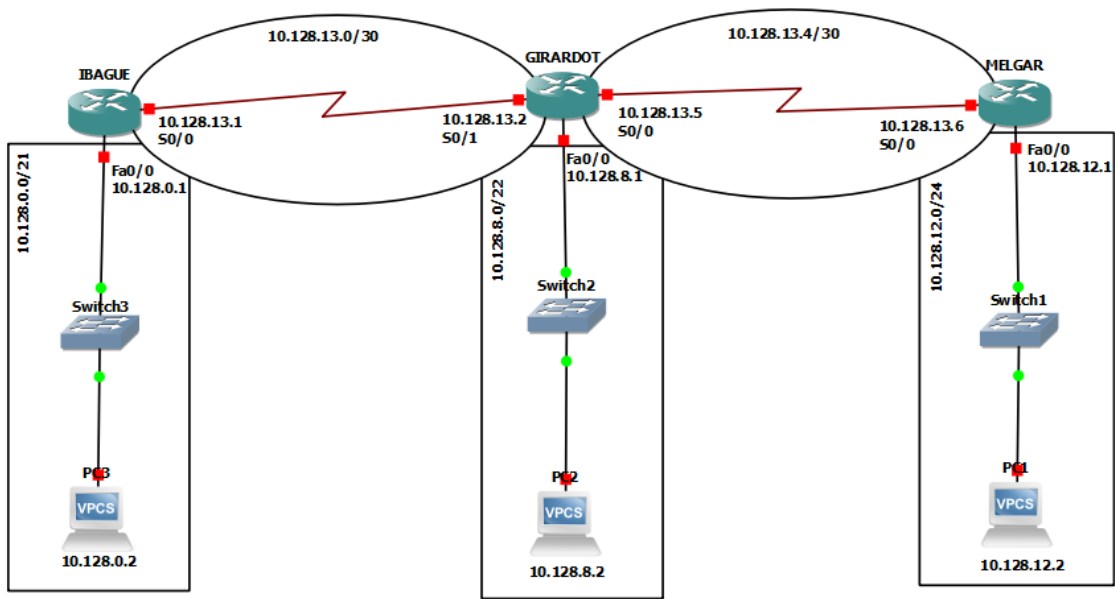 10.128.13.0/30
10.128.13.4/30
IBAGUE
GIRARDOT
MELGAR
10.128.13.1
S0/0
10.128.13.2
S0/1
10.128.13.5
S0/0
10.128.13.6
S0/0
Fa0/0
10.128.0.1
Fa0/0
10.128.8.1
Fa0/0
10.128.12.1
10.128.0.0/21
10.128.8.0/22
10.128.12.0/24
Switch3
Switch2
Switch1
PC3
PC2
PC1
VPCS
VPCS
VPCS
10.128.0.2
10.128.8.2
10.128.12.2